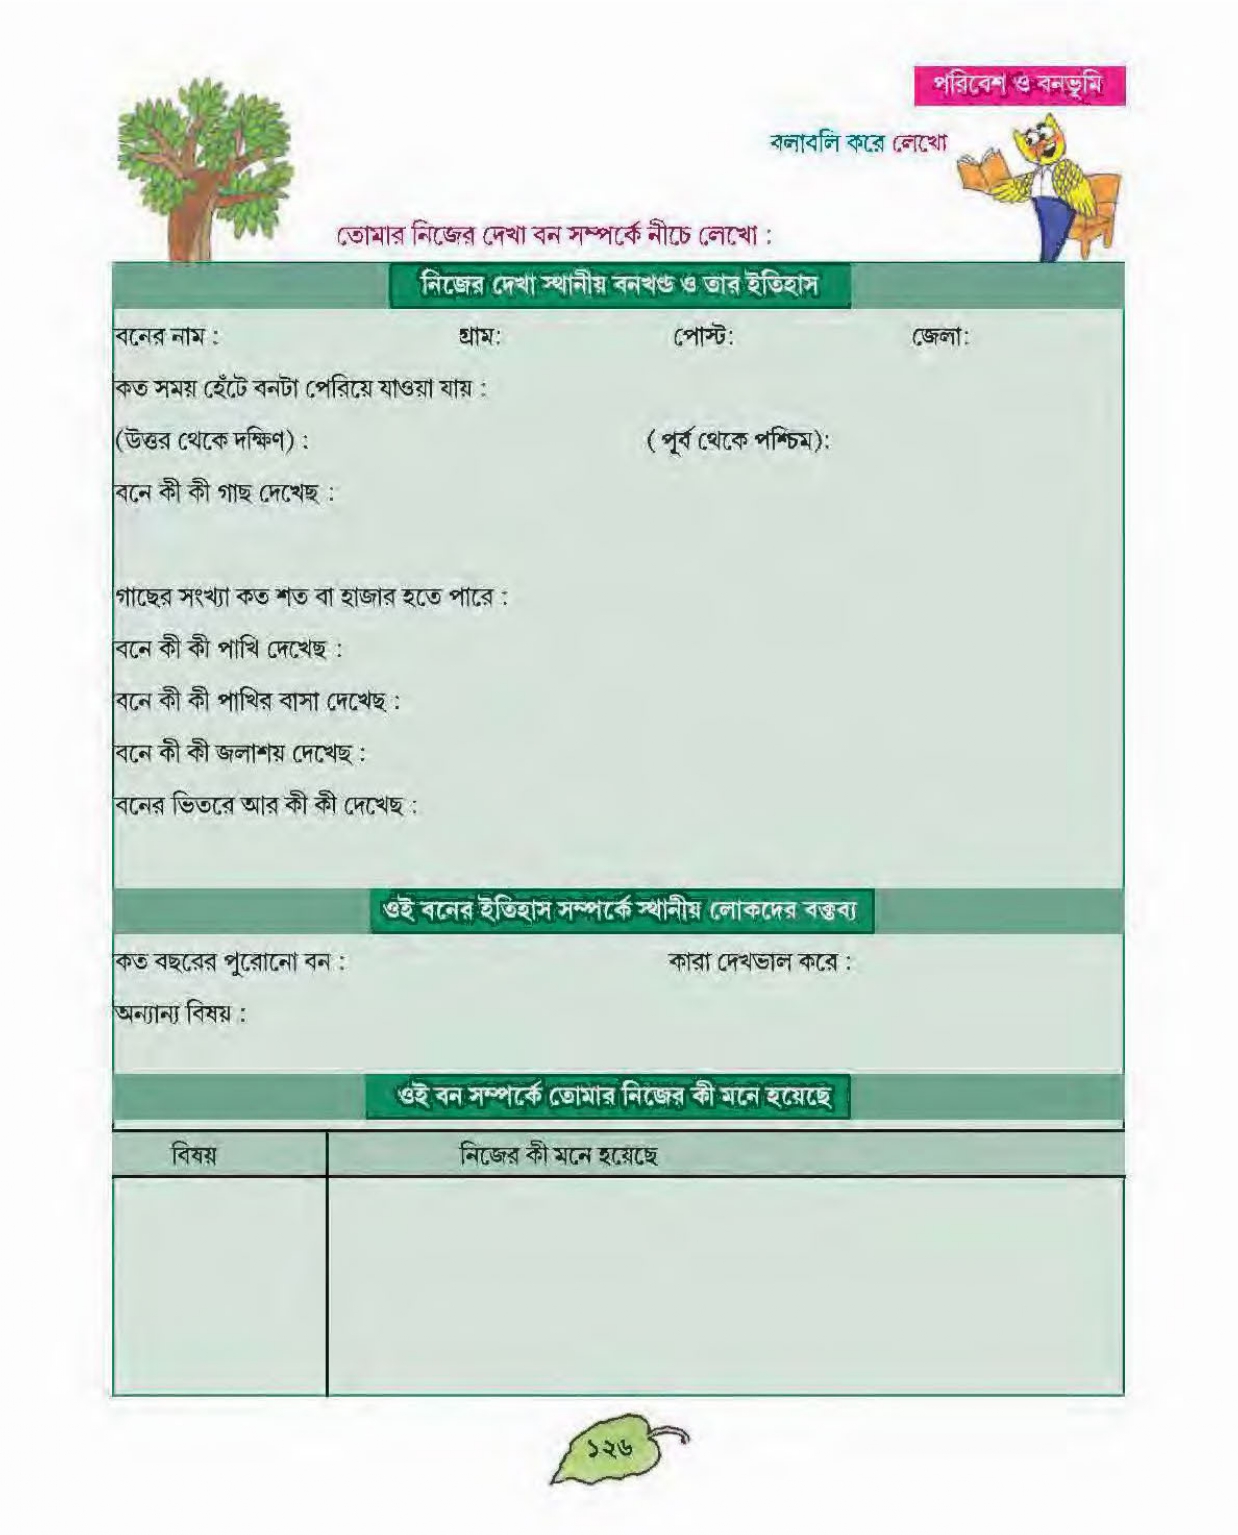 পরিবেশ ও বনভূমি
বলাবলি করে লেখো
তোমার নিজের দেখা বন সম্পর্কে নীচে লেখো :
নিজের দেখা স্থানীয় বনখণ্ড ও তার ইতিহাস
বনের নাম : গ্রাম: পোস্ট: জেলা:
কত সময় হেঁটে বনটা পেরিয়ে যাওয়া যায় :
(উত্তর থেকে দক্ষিণ) : (পূর্ব থেকে পশ্চিম):
বনে কী কী গাছ দেখেছ :
গাছের সংখ্যা কত শত বা হাজার হতে পারে :
বনে কী কী পাখি দেখেছ :
বনে কী কী পাখির বাসা দেখেছ :
বনে কী কী জলাশয় দেখেছ :
বনের ভিতরে আর কী কী দেখেছ :
ওই বনের ইতিহাস সম্পর্কে স্থানীয় লোকদের বক্তব্য
কত বছরের পুরোনো বন : কারা দেখভাল করে :
অন্যান্য বিষয় :
ওই বন সম্পর্কে তোমার নিজের কী মনে হয়েছে
বিষয় নিজের কী মনে হয়েছে
১২৬